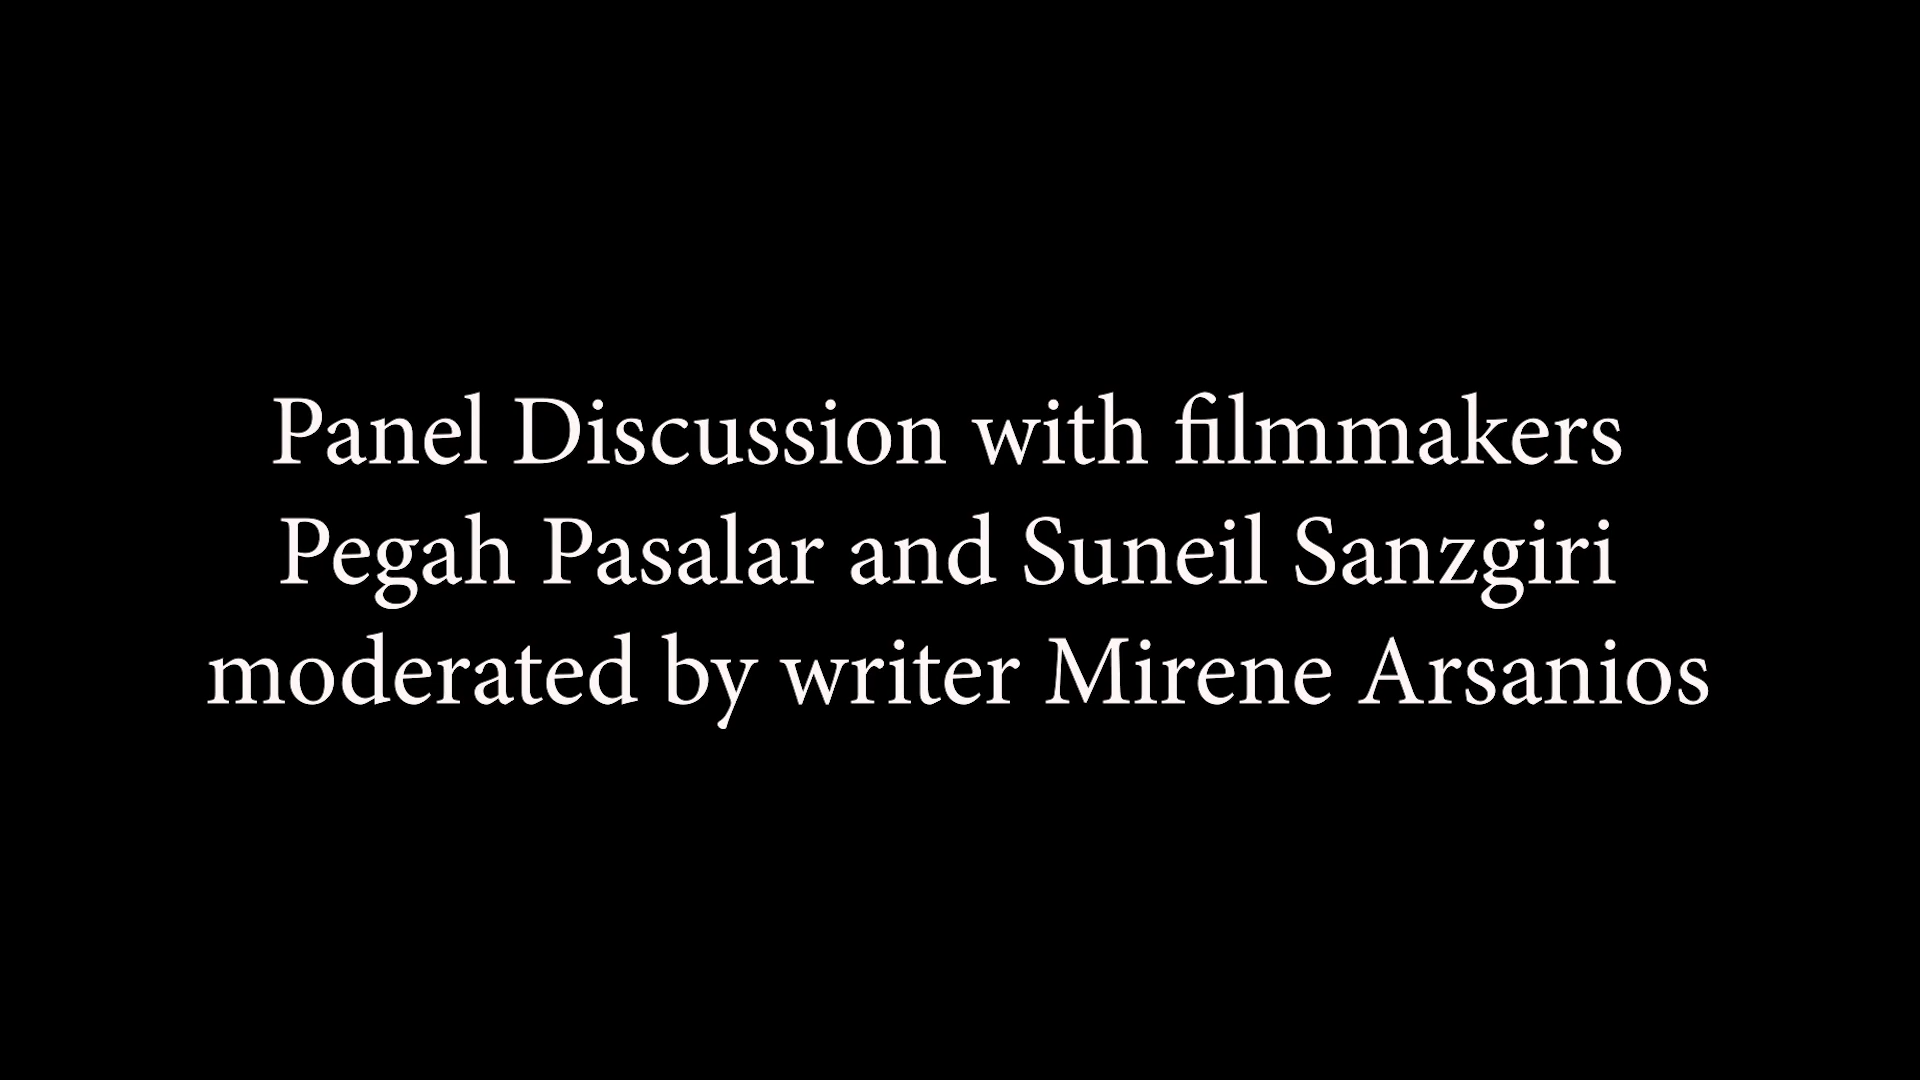 Panel Discussion with filmmakers
Pegah Pasalar and Suneil Sanzgiri
moderated by writer Mirene Arsanios